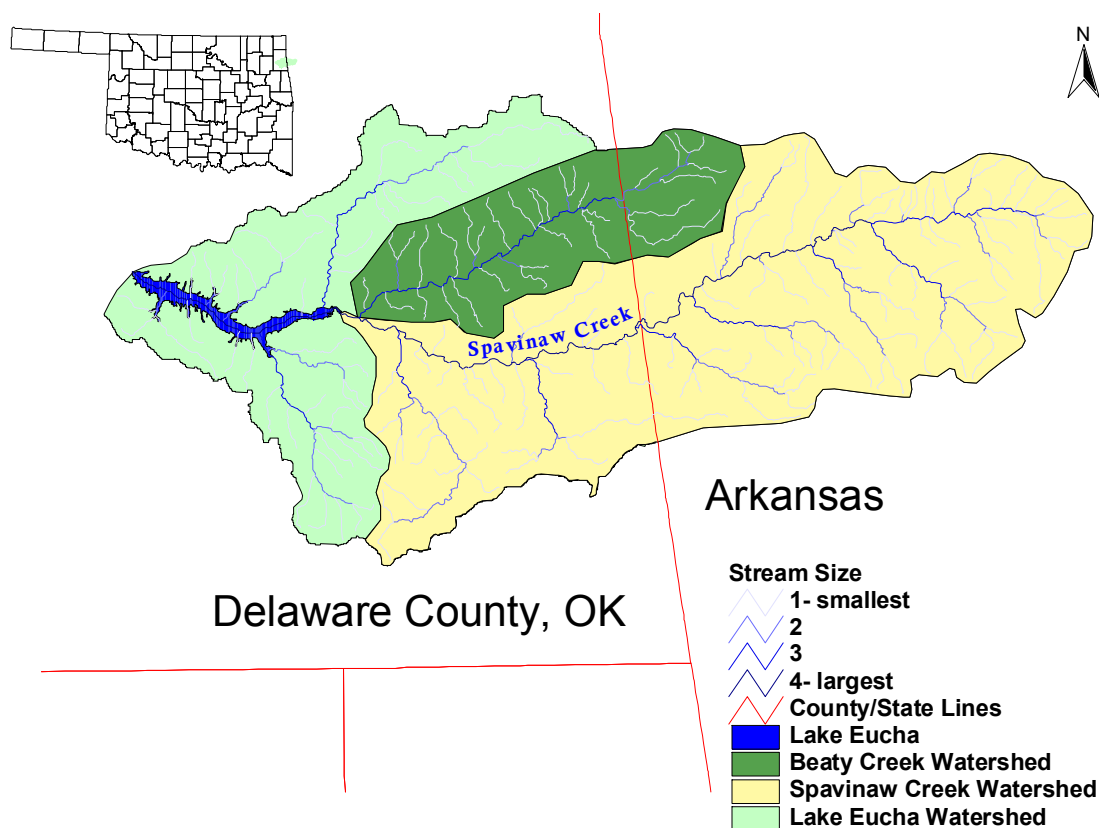 N
Spavinaw Creek
Arkansas
Delaware County, OK
Stream Size
1- smallest
2
3
4- largest
County/State Lines
Lake Eucha
Beaty Creek Watershed
Spavinaw Creek Watershed
Lake Eucha Watershed